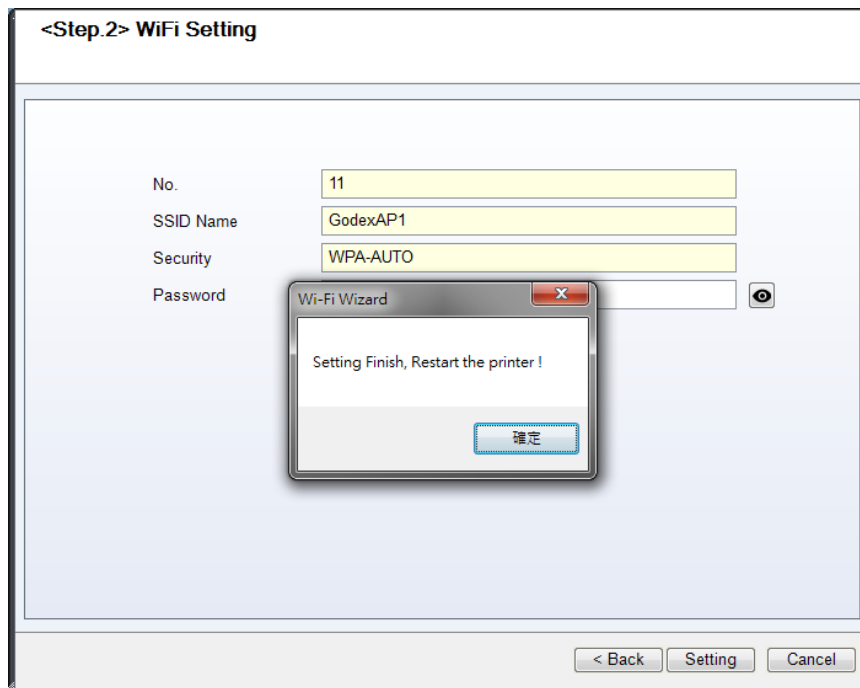 <Step.2> WiFi Setting
No. 11
SSID Name GodexAP1
Security WPA-AUTO
Password
Wi-Fi Wizard
Setting Finish, Restart the printer !
確定
< Back Setting Cancel